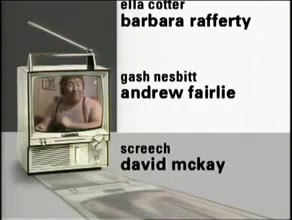 ella cotter
barbara rafferty
gash nesbitt
andrew fairlie
screech
david mckay